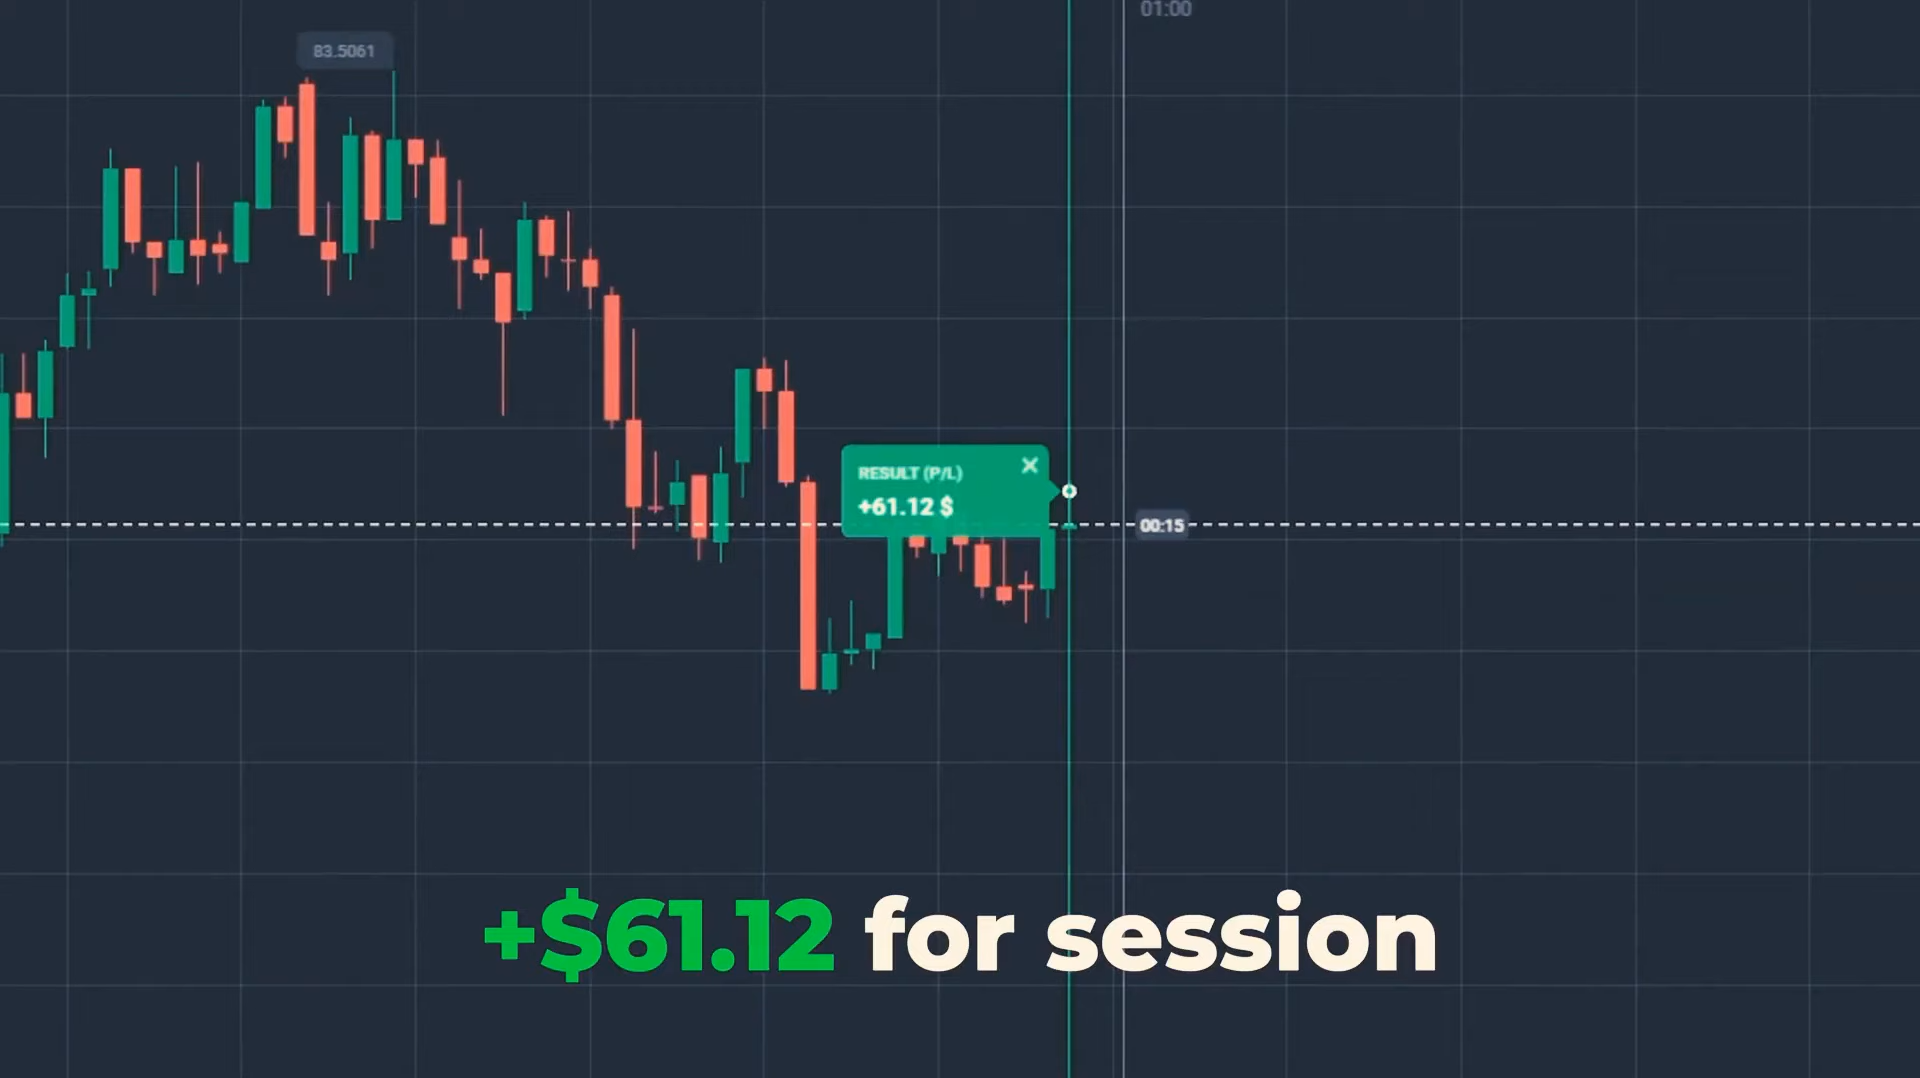 01:00
83.5061
RESULT (P/L)
+61.12 $
00:15
+$61.12 for session